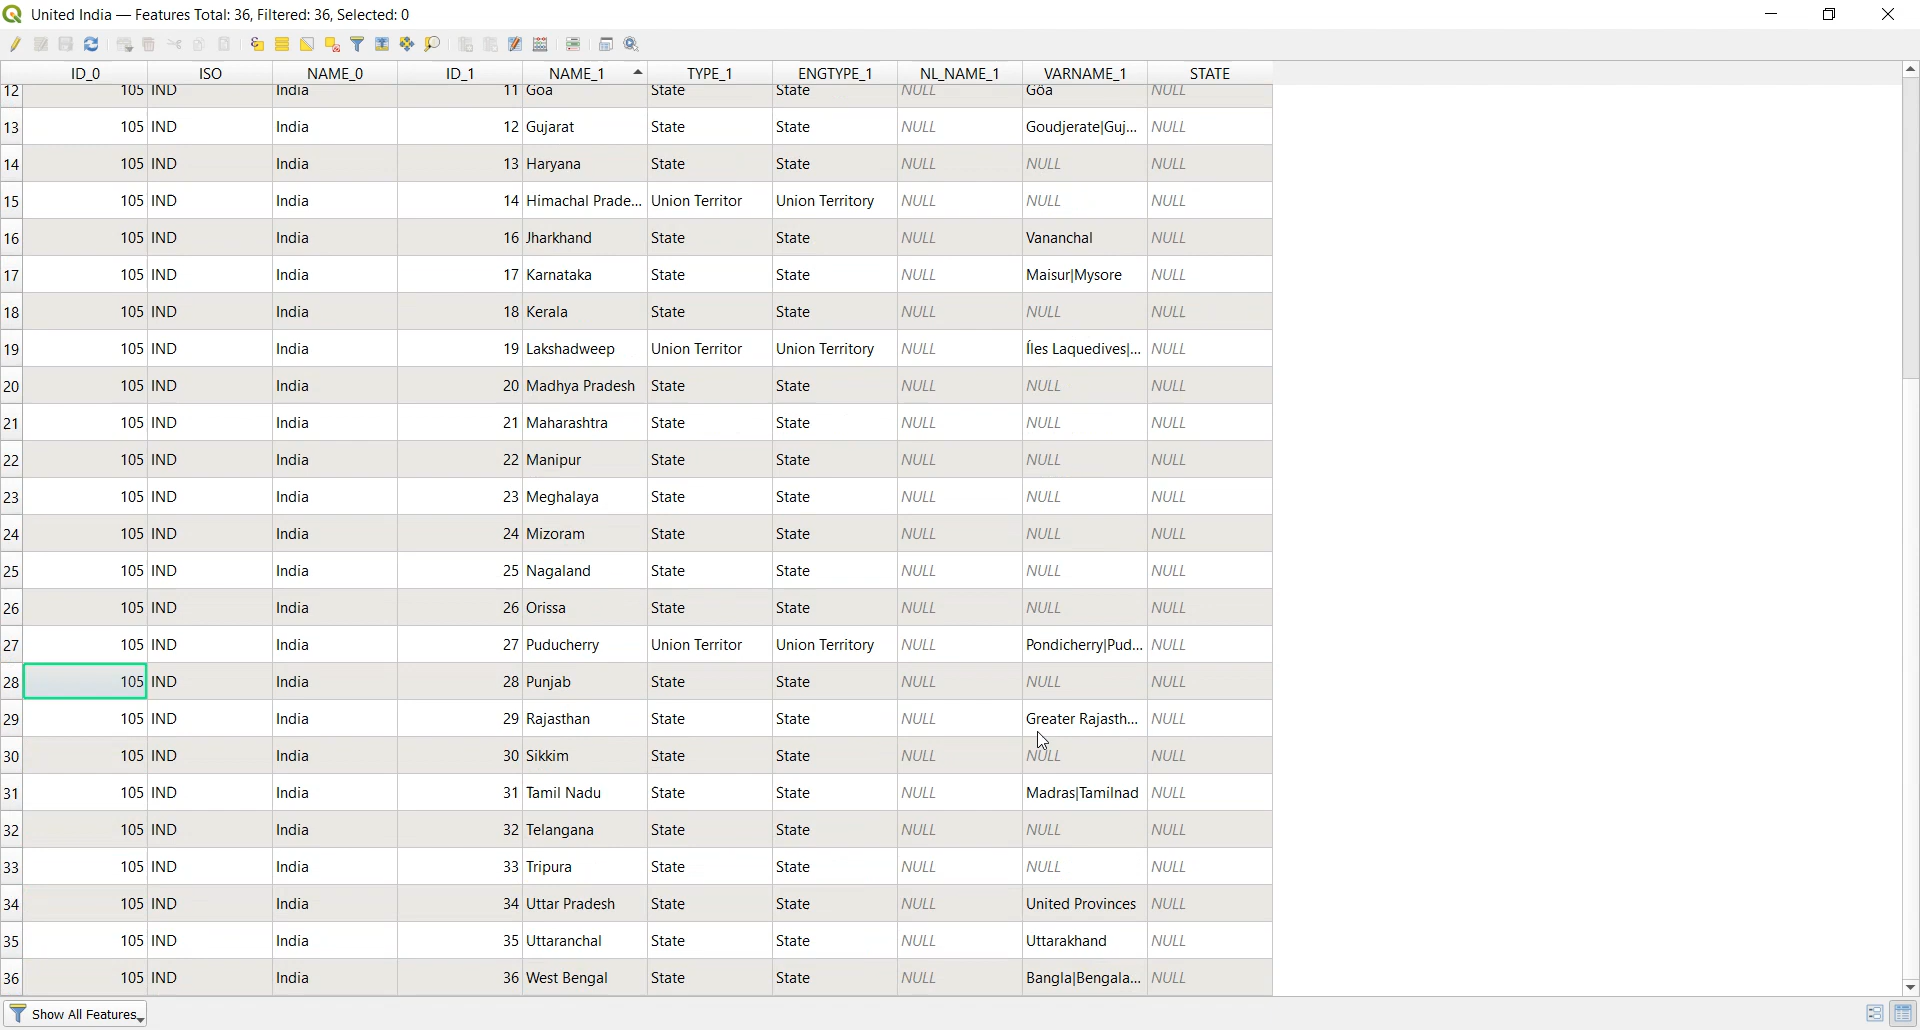 United India — Features Total: 36, Filtered: 36, Selected: 0
ID_0 ISO NAME_0 ID_1 NAME_1 TYPE_1 ENGTYPE_1 NL_NAME_1 VARNAME_1 STATE
12 105 IND India 11 Goa State State NULL Göa NULL
13 105 IND India 12 Gujarat State State NULL Goudjerate|Guj... NULL
14 105 IND India 13 Haryana State State NULL NULL NULL
15 105 IND India 14 Himachal Prade... Union Territor Union Territory NULL NULL NULL
16 105 IND India 16 Jharkhand State State NULL Vananchal NULL
17 105 IND India 17 Karnataka State State NULL Maisur|Mysore NULL
18 105 IND India 18 Kerala State State NULL NULL NULL
19 105 IND India 19 Lakshadweep Union Territor Union Territory NULL Íles Laquedives|... NULL
20 105 IND India 20 Madhya Pradesh State State NULL NULL NULL
21 105 IND India 21 Maharashtra State State NULL NULL NULL
22 105 IND India 22 Manipur State State NULL NULL NULL
23 105 IND India 23 Meghalaya State State NULL NULL NULL
24 105 IND India 24 Mizoram State State NULL NULL NULL
25 105 IND India 25 Nagaland State State NULL NULL NULL
26 105 IND India 26 Orissa State State NULL NULL NULL
27 105 IND India 27 Puducherry Union Territor Union Territory NULL Pondicherry|Pud... NULL
28 105 IND India 28 Punjab State State NULL NULL NULL
29 105 IND India 29 Rajasthan State State NULL Greater Rajasth... NULL
30 105 IND India 30 Sikkim State State NULL NULL NULL
31 105 IND India 31 Tamil Nadu State State NULL Madras|Tamilnad NULL
32 105 IND India 32 Telangana State State NULL NULL NULL
33 105 IND India 33 Tripura State State NULL NULL NULL
34 105 IND India 34 Uttar Pradesh State State NULL United Provinces NULL
35 105 IND India 35 Uttaranchal State State NULL Uttarakhand NULL
36 105 IND India 36 West Bengal State State NULL Bangla|Bengala... NULL
Show All Features